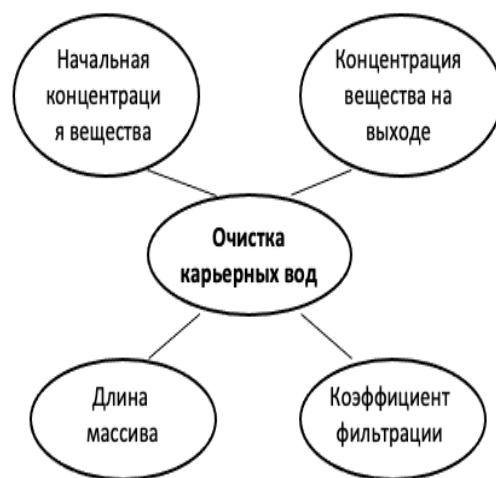 Начальная
концентраци
я вещества
Концентрация
вещества на
выходе
Очистка
карьерных вод
Длина
массива
Коэффициент
фильтрации